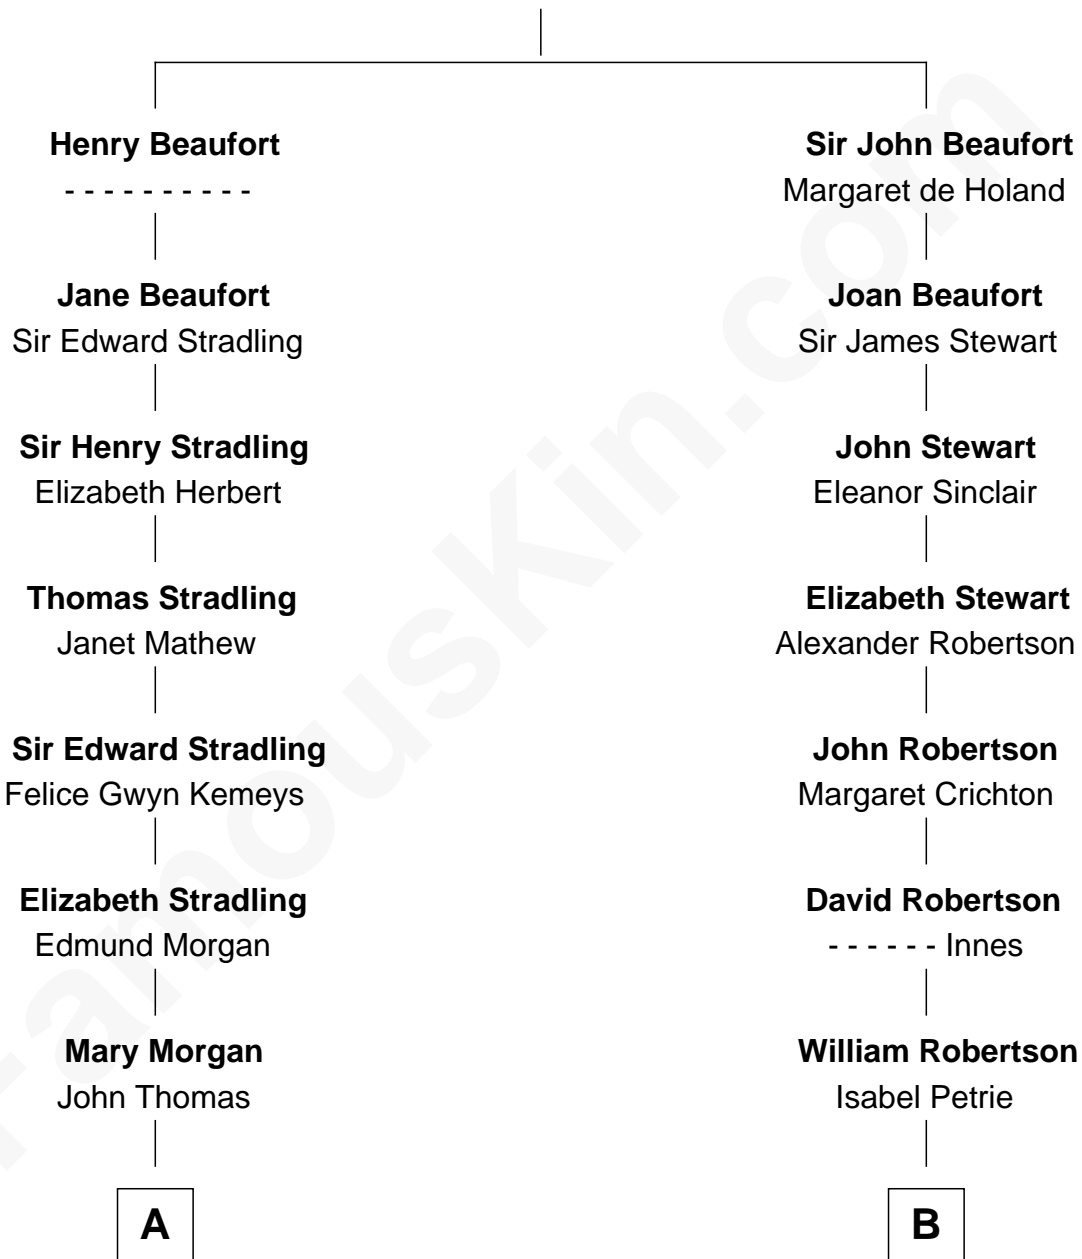 Henry Beaufort
- - - - - - - - - -
Jane Beaufort
Sir Edward Stradling
Sir Henry Stradling
Elizabeth Herbert
Thomas Stradling
Janet Mathew
Sir Edward Stradling
Felice Gwyn Kemeys
Elizabeth Stradling
Edmund Morgan
Mary Morgan
John Thomas
A
Sir John Beaufort
Margaret de Holand
Joan Beaufort
Sir James Stewart
John Stewart
Eleanor Sinclair
Elizabeth Stewart
Alexander Robertson
John Robertson
Margaret Crichton
David Robertson
- - - - - - Innes
William Robertson
Isabel Petrie
B
FamousKin.com